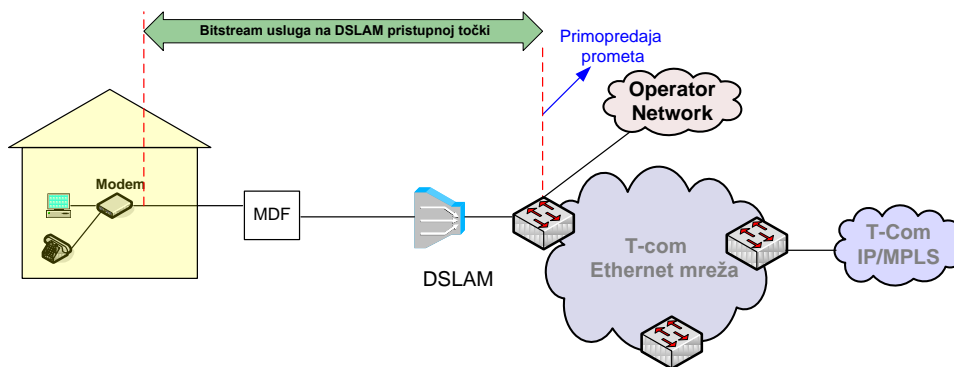 Bitstream usluga na DSLAM pristupnoj točki
Primopredaja
prometa
Operator
Network
Modem
MDF
DSLAM
T-com
Ethernet mreža
T-Com
IP/MPLS